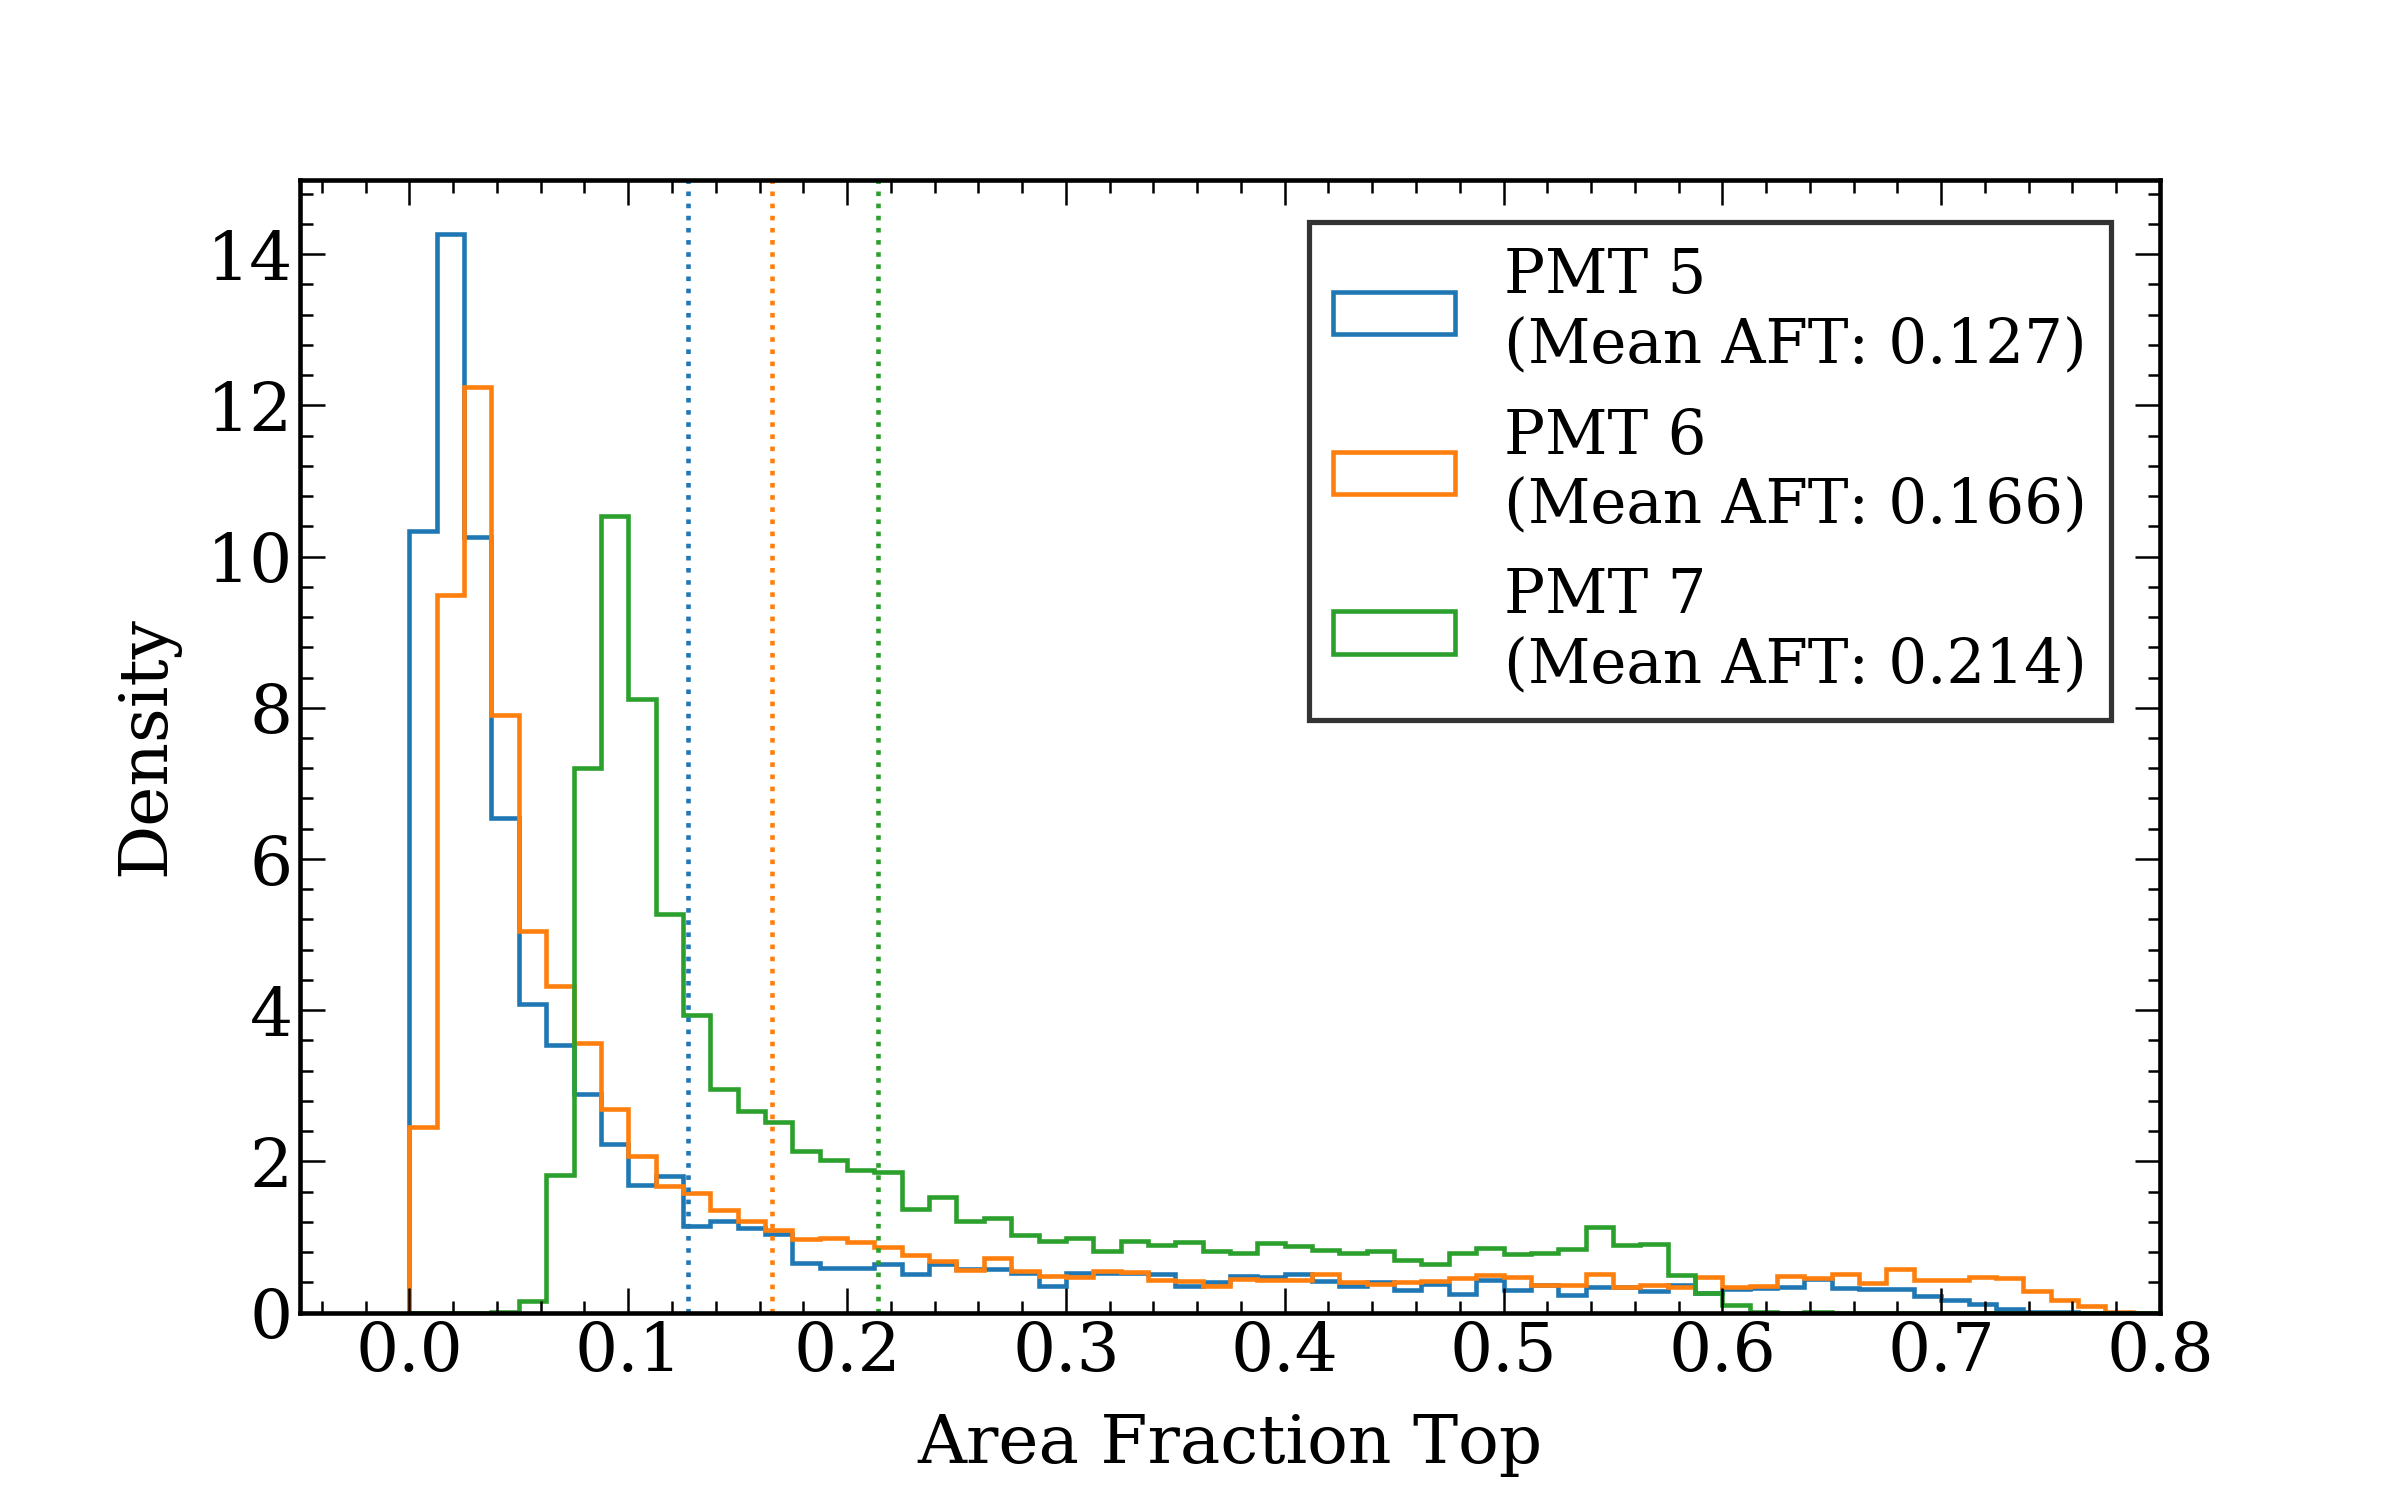 PMT 5
(Mean AFT: 0.127)
PMT 6
(Mean AFT: 0.166)
PMT 7
(Mean AFT: 0.214)
14
12
10
8
6
4
2
0
Density
0.0 0.1 0.2 0.3 0.4 0.5 0.6 0.7 0.8
Area Fraction Top